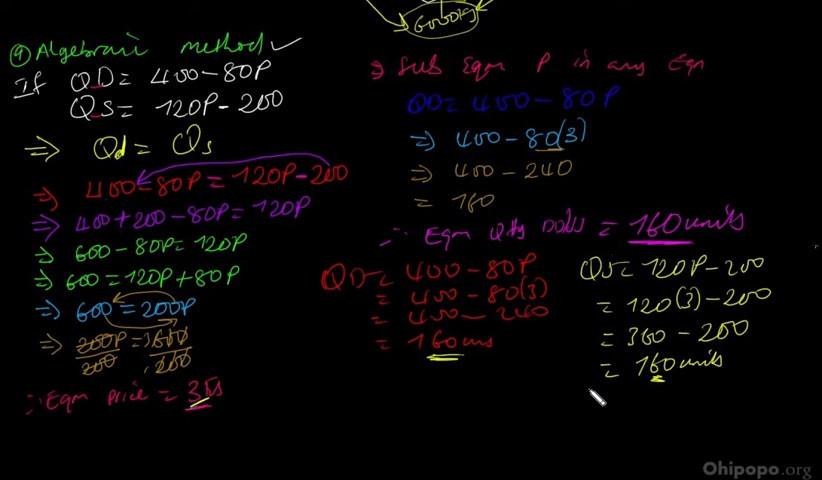 6060kg
④ Algebraic method ✓
If QD = 400 - 80P
QS = 120P - 200
⇒ Qd = Qs
⇒ 400 - 80P = 120P - 200
⇒ 400 + 200 - 80P = 120P
⇒ 600 - 80P = 120P
⇒ 600 = 120P + 80P
⇒ 600 = 200P
⇒ 200P = 600
200 200
∴ Eqm price = 3
⇒ Sub Eqm P in any Eqn
QD = 400 - 80P
⇒ 400 - 80(3)
⇒ 400 - 240
= 160
∴ Eqm Qty = 160 units
QD = 400 - 80P
= 400 - 80(3)
= 400 - 240
= 160
QS = 120P - 200
= 120(3) - 200
= 360 - 200
= 160 units
Ohipopo.org